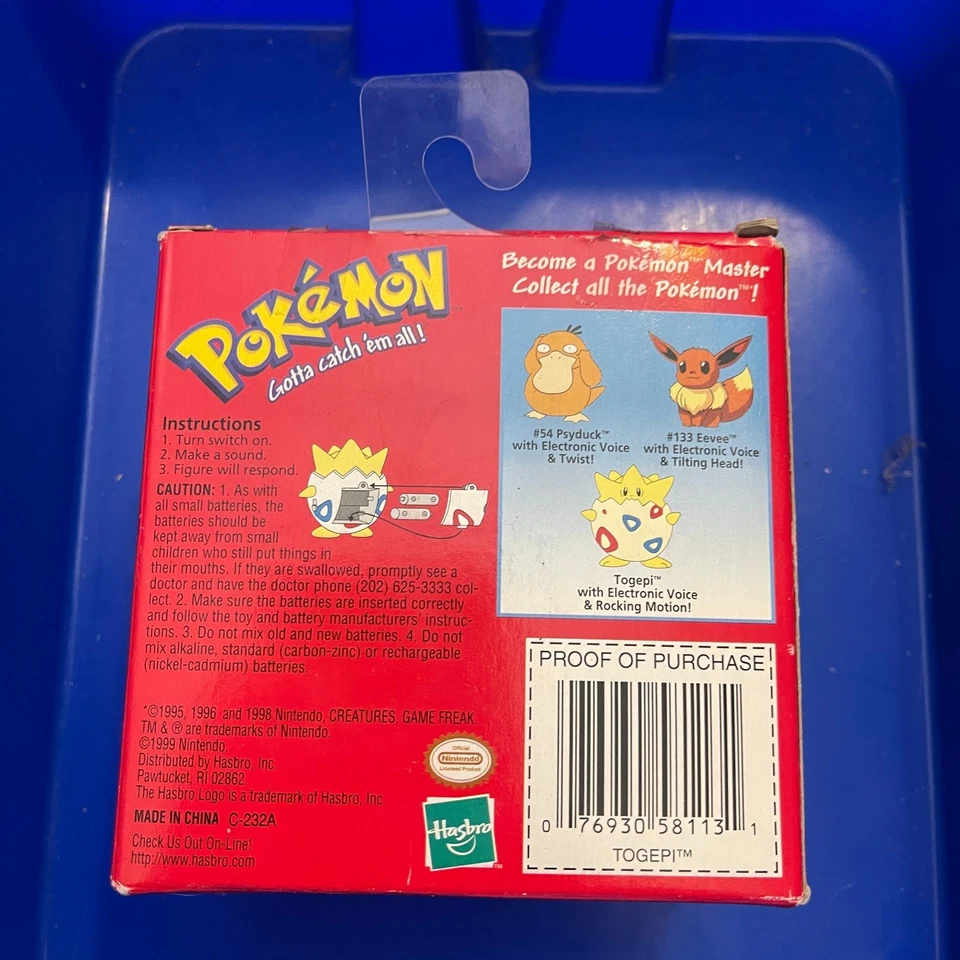 POKéMON
Gotta catch 'em all!
Become a Pokémon™ Master
Collect all the Pokémon™*!
#54 Psyduck™
with Electronic Voice
& Twist!
#133 Eevee™
with Electronic Voice
& Tilting Head!
Togepi™
with Electronic Voice
& Rocking Motion!
Instructions
1. Turn switch on.
2. Make a sound.
3. Figure will respond.
CAUTION: 1. As with
all small batteries, the
batteries should be
kept away from small
children who still put things in
their mouths. If they are swallowed, promptly see a
doctor and have the doctor phone (202) 625-3333 col-
lect. 2. Make sure the batteries are inserted correctly
and follow the toy and battery manufacturers' instruc-
tions. 3. Do not mix old and new batteries. 4. Do not
mix alkaline, standard (carbon-zinc) or rechargeable
(nickel-cadmium) batteries.
*©1995, 1996 and 1998 Nintendo, CREATURES, GAME FREAK.
TM & ® are trademarks of Nintendo.
©1999 Nintendo.
Distributed by Hasbro, Inc.
Pawtucket, RI 02862.
The Hasbro Logo is a trademark of Hasbro, Inc.
MADE IN CHINA C-232A
Check Us Out On-Line!
http://www.hasbro.com
Official
Nintendo
Licensed Product
Hasbro™
PROOF OF PURCHASE
0 76930 58113 1
TOGEPI™